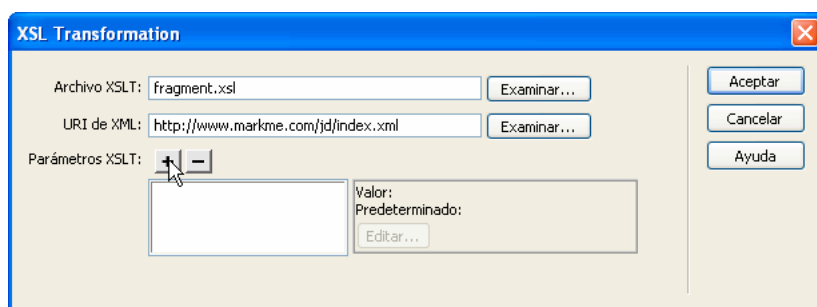 XSL Transformation
Archivo XSLT: fragment.xsl Examinar... Aceptar
URI de XML: http://www.markme.com/jd/index.xml Examinar... Cancelar
Parámetros XSLT: + − Ayuda
Valor:
Predeterminado:
Editar...